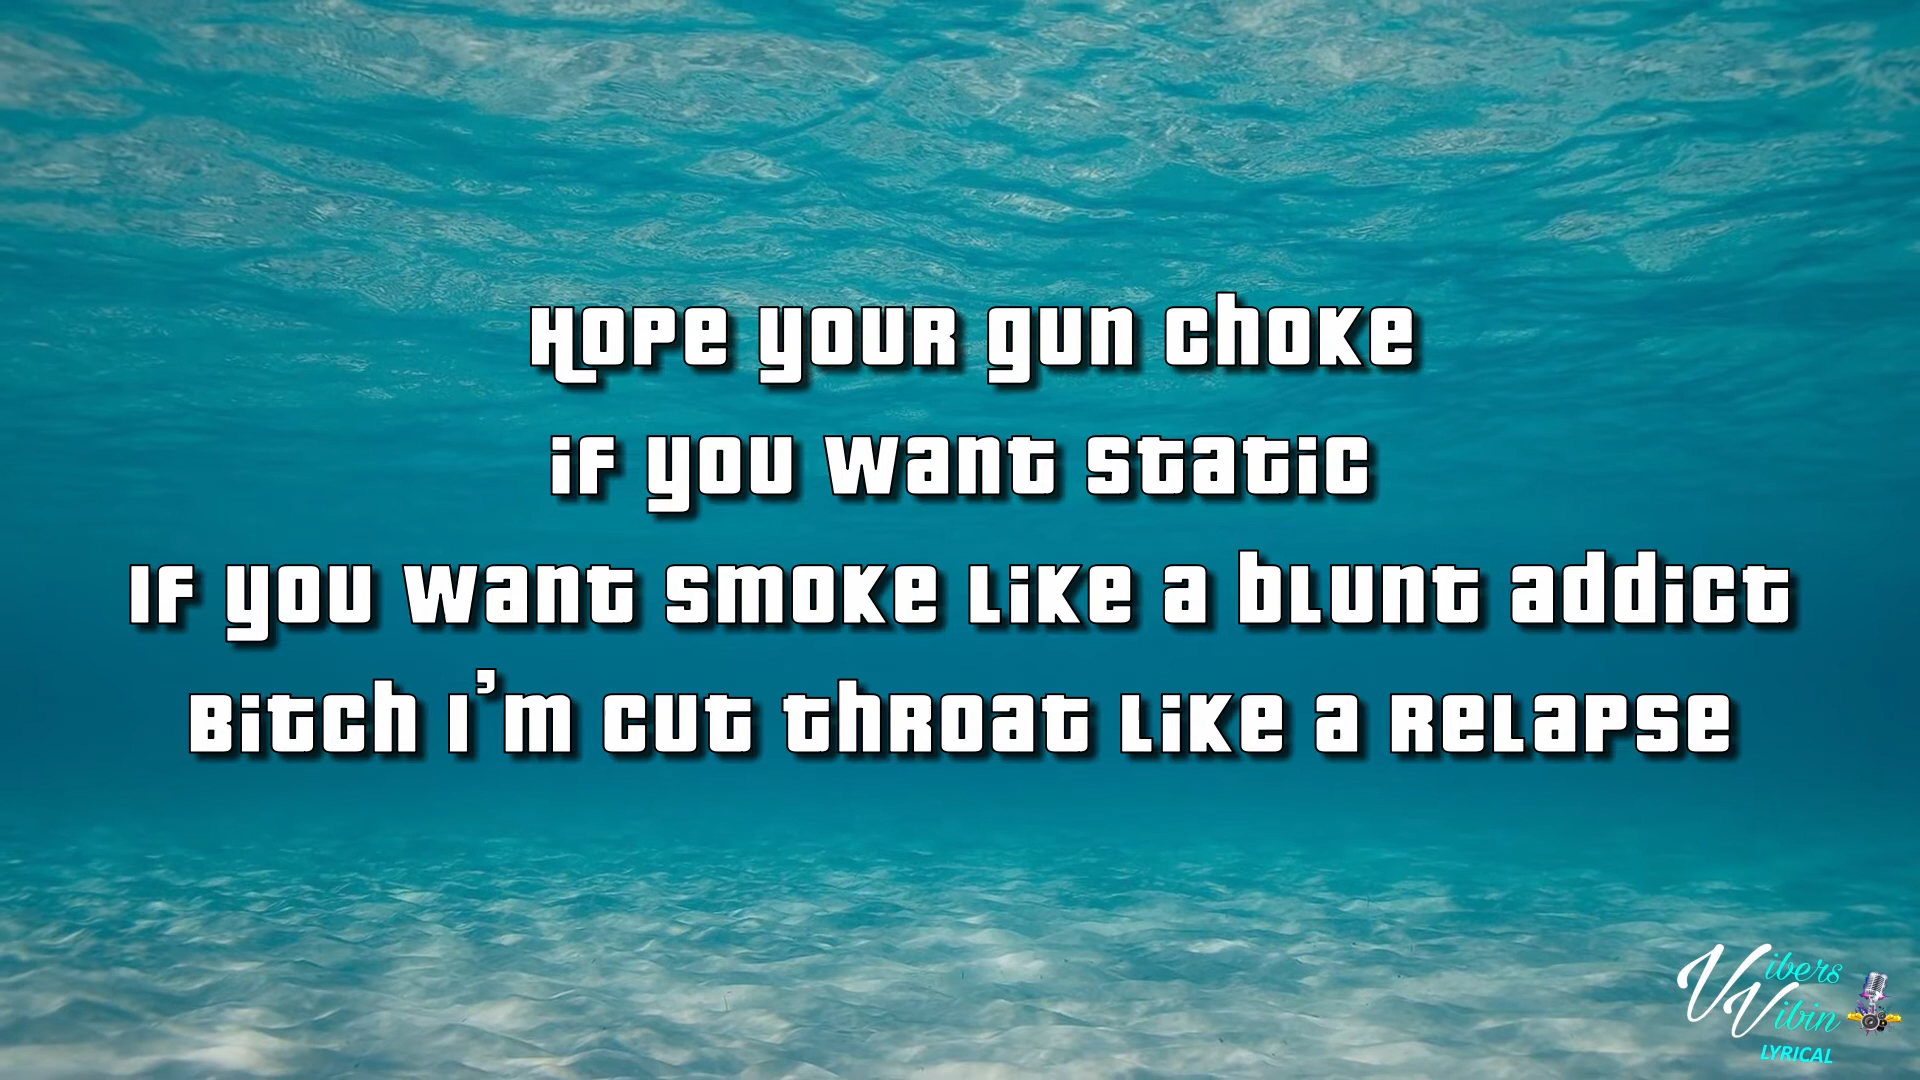 Hope your gun choke
if you want static
If you want smoke like a blunt addict
Bitch I'm cut throat like a relapse
Vibers
Vibin
LYRICAL